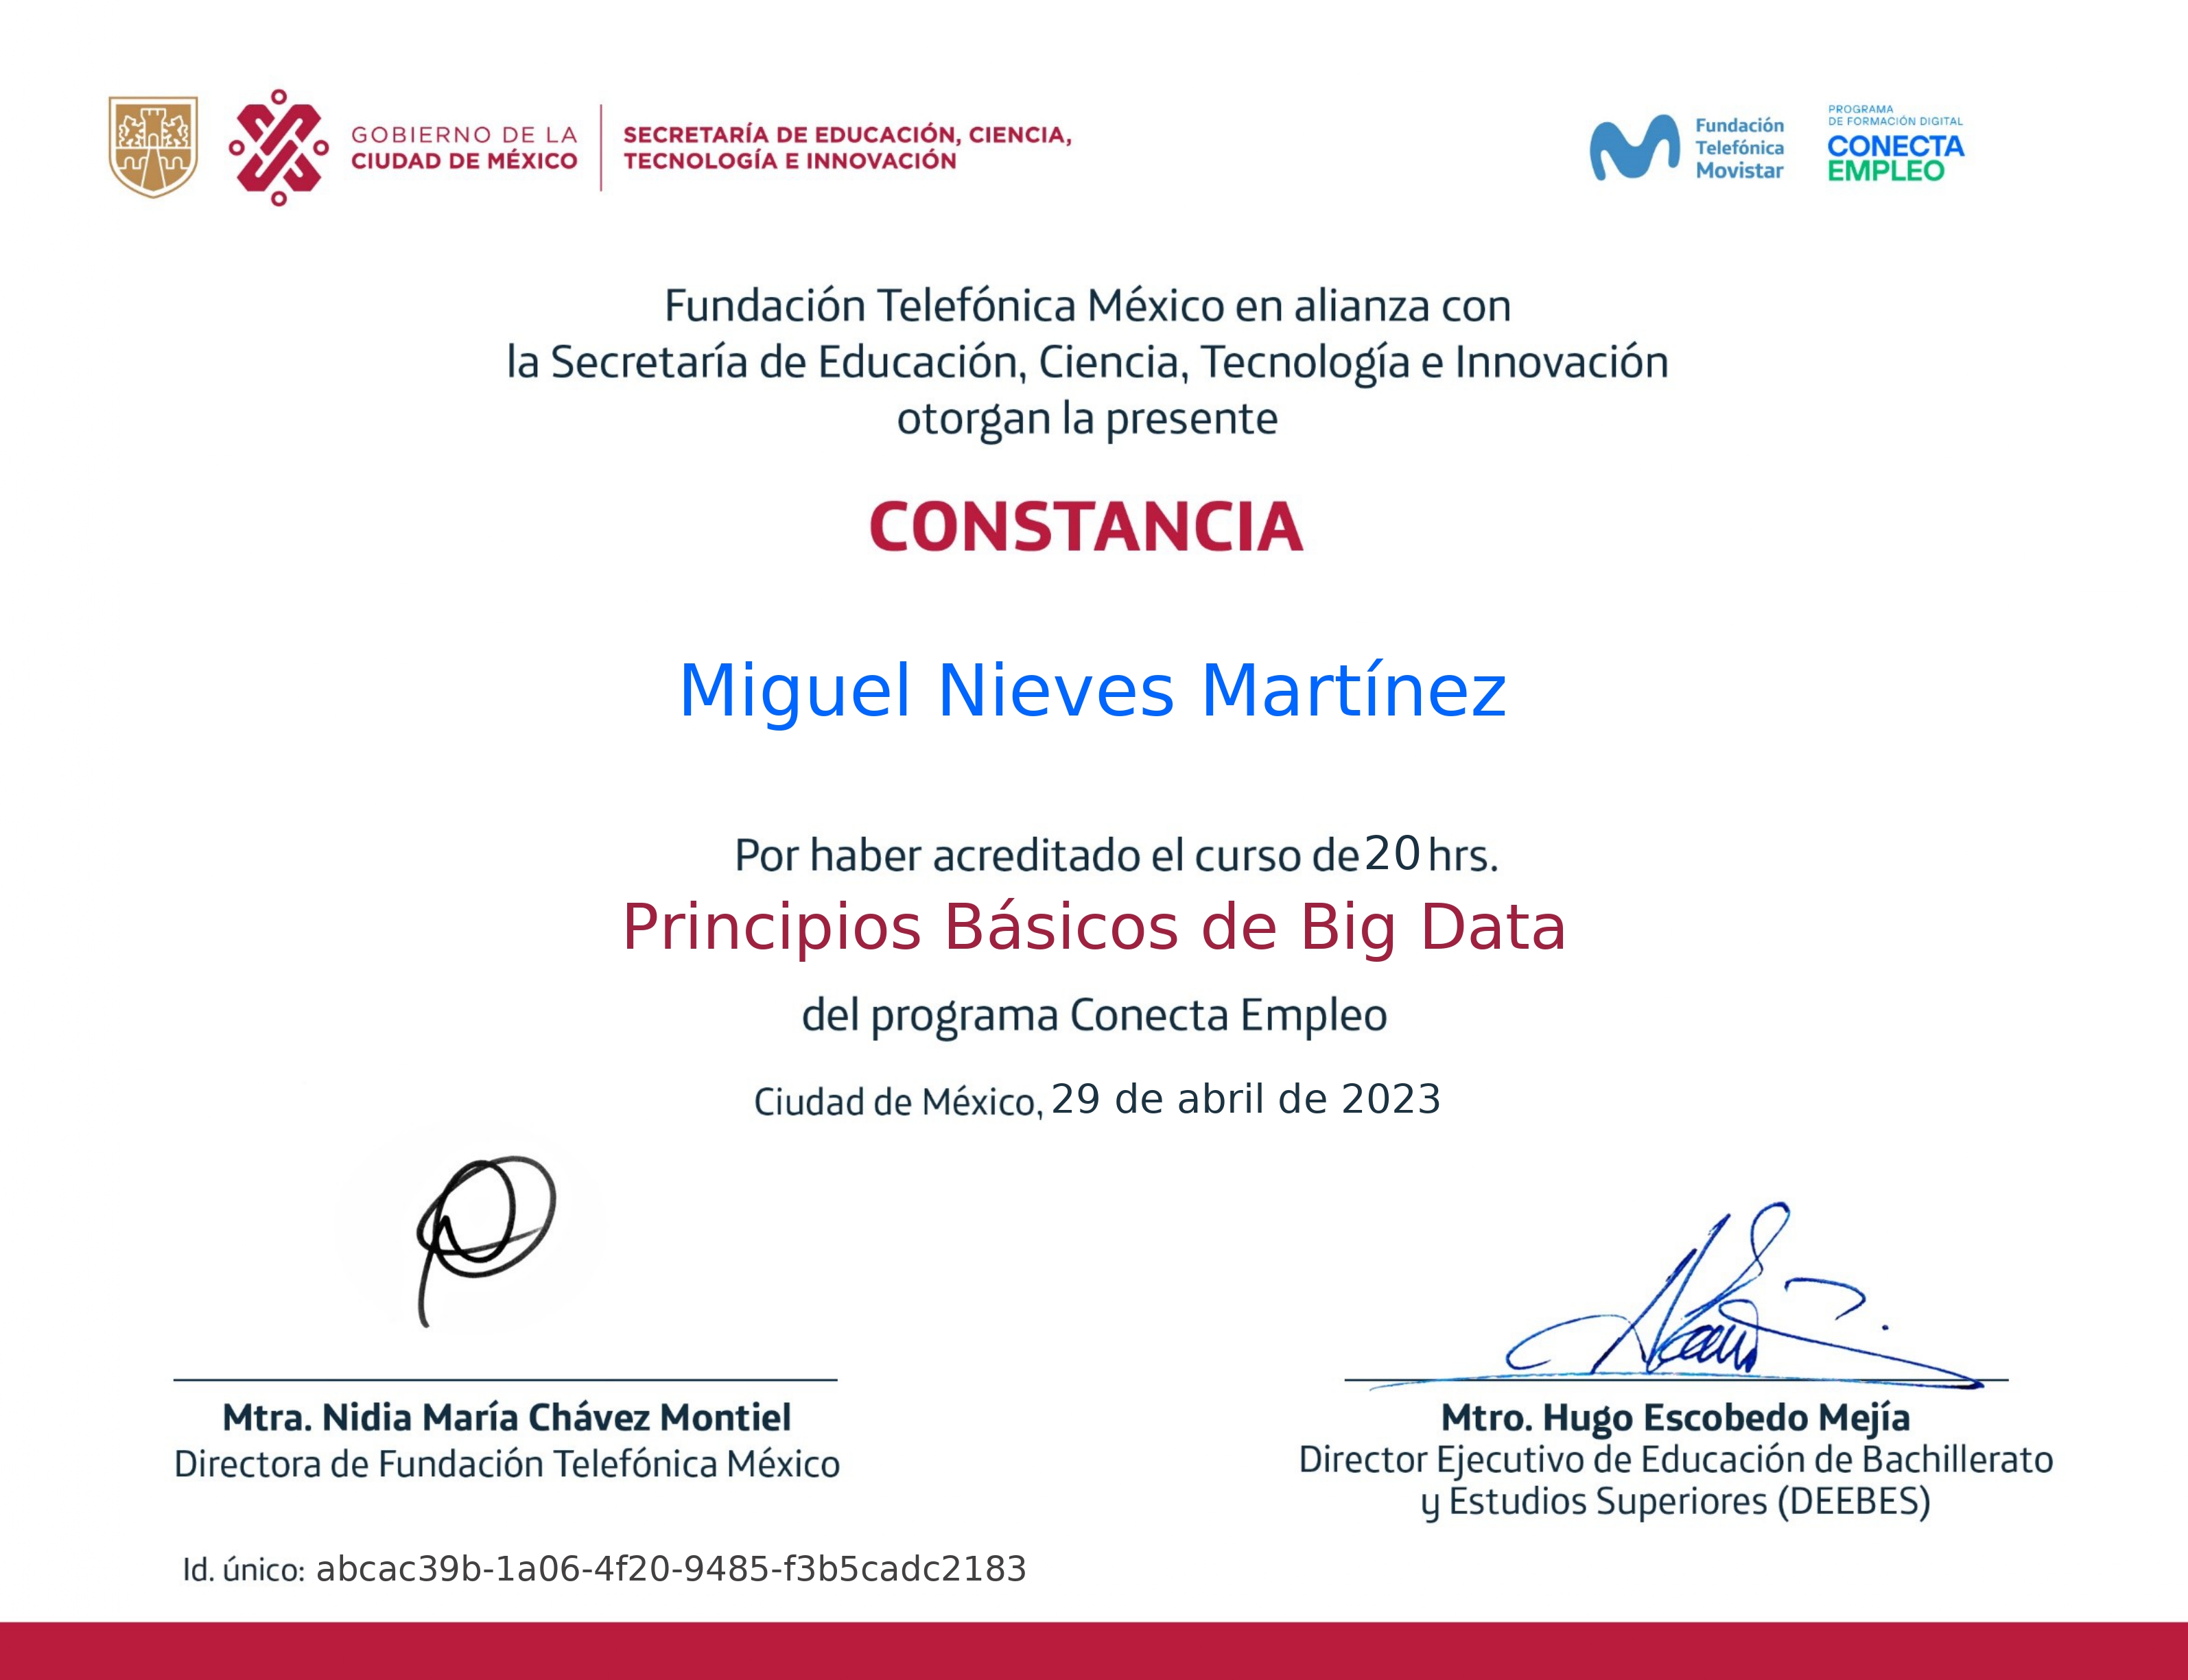 GOBIERNO DE LA
CIUDAD DE MÉXICO
SECRETARÍA DE EDUCACIÓN, CIENCIA,
TECNOLOGÍA E INNOVACIÓN
Fundación
Telefónica
Movistar
PROGRAMA
DE FORMACIÓN DIGITAL
CONECTA
EMPLEO
Fundación Telefónica México en alianza con
la Secretaría de Educación, Ciencia, Tecnología e Innovación
otorgan la presente
CONSTANCIA
Miguel Nieves Martínez
Por haber acreditado el curso de 20 hrs.
Principios Básicos de Big Data
del programa Conecta Empleo
Ciudad de México, 29 de abril de 2023
Mtra. Nidia María Chávez Montiel
Directora de Fundación Telefónica México
Mtro. Hugo Escobedo Mejía
Director Ejecutivo de Educación de Bachillerato
y Estudios Superiores (DEEBES)
Id. único: abcac39b-1a06-4f20-9485-f3b5cadc2183